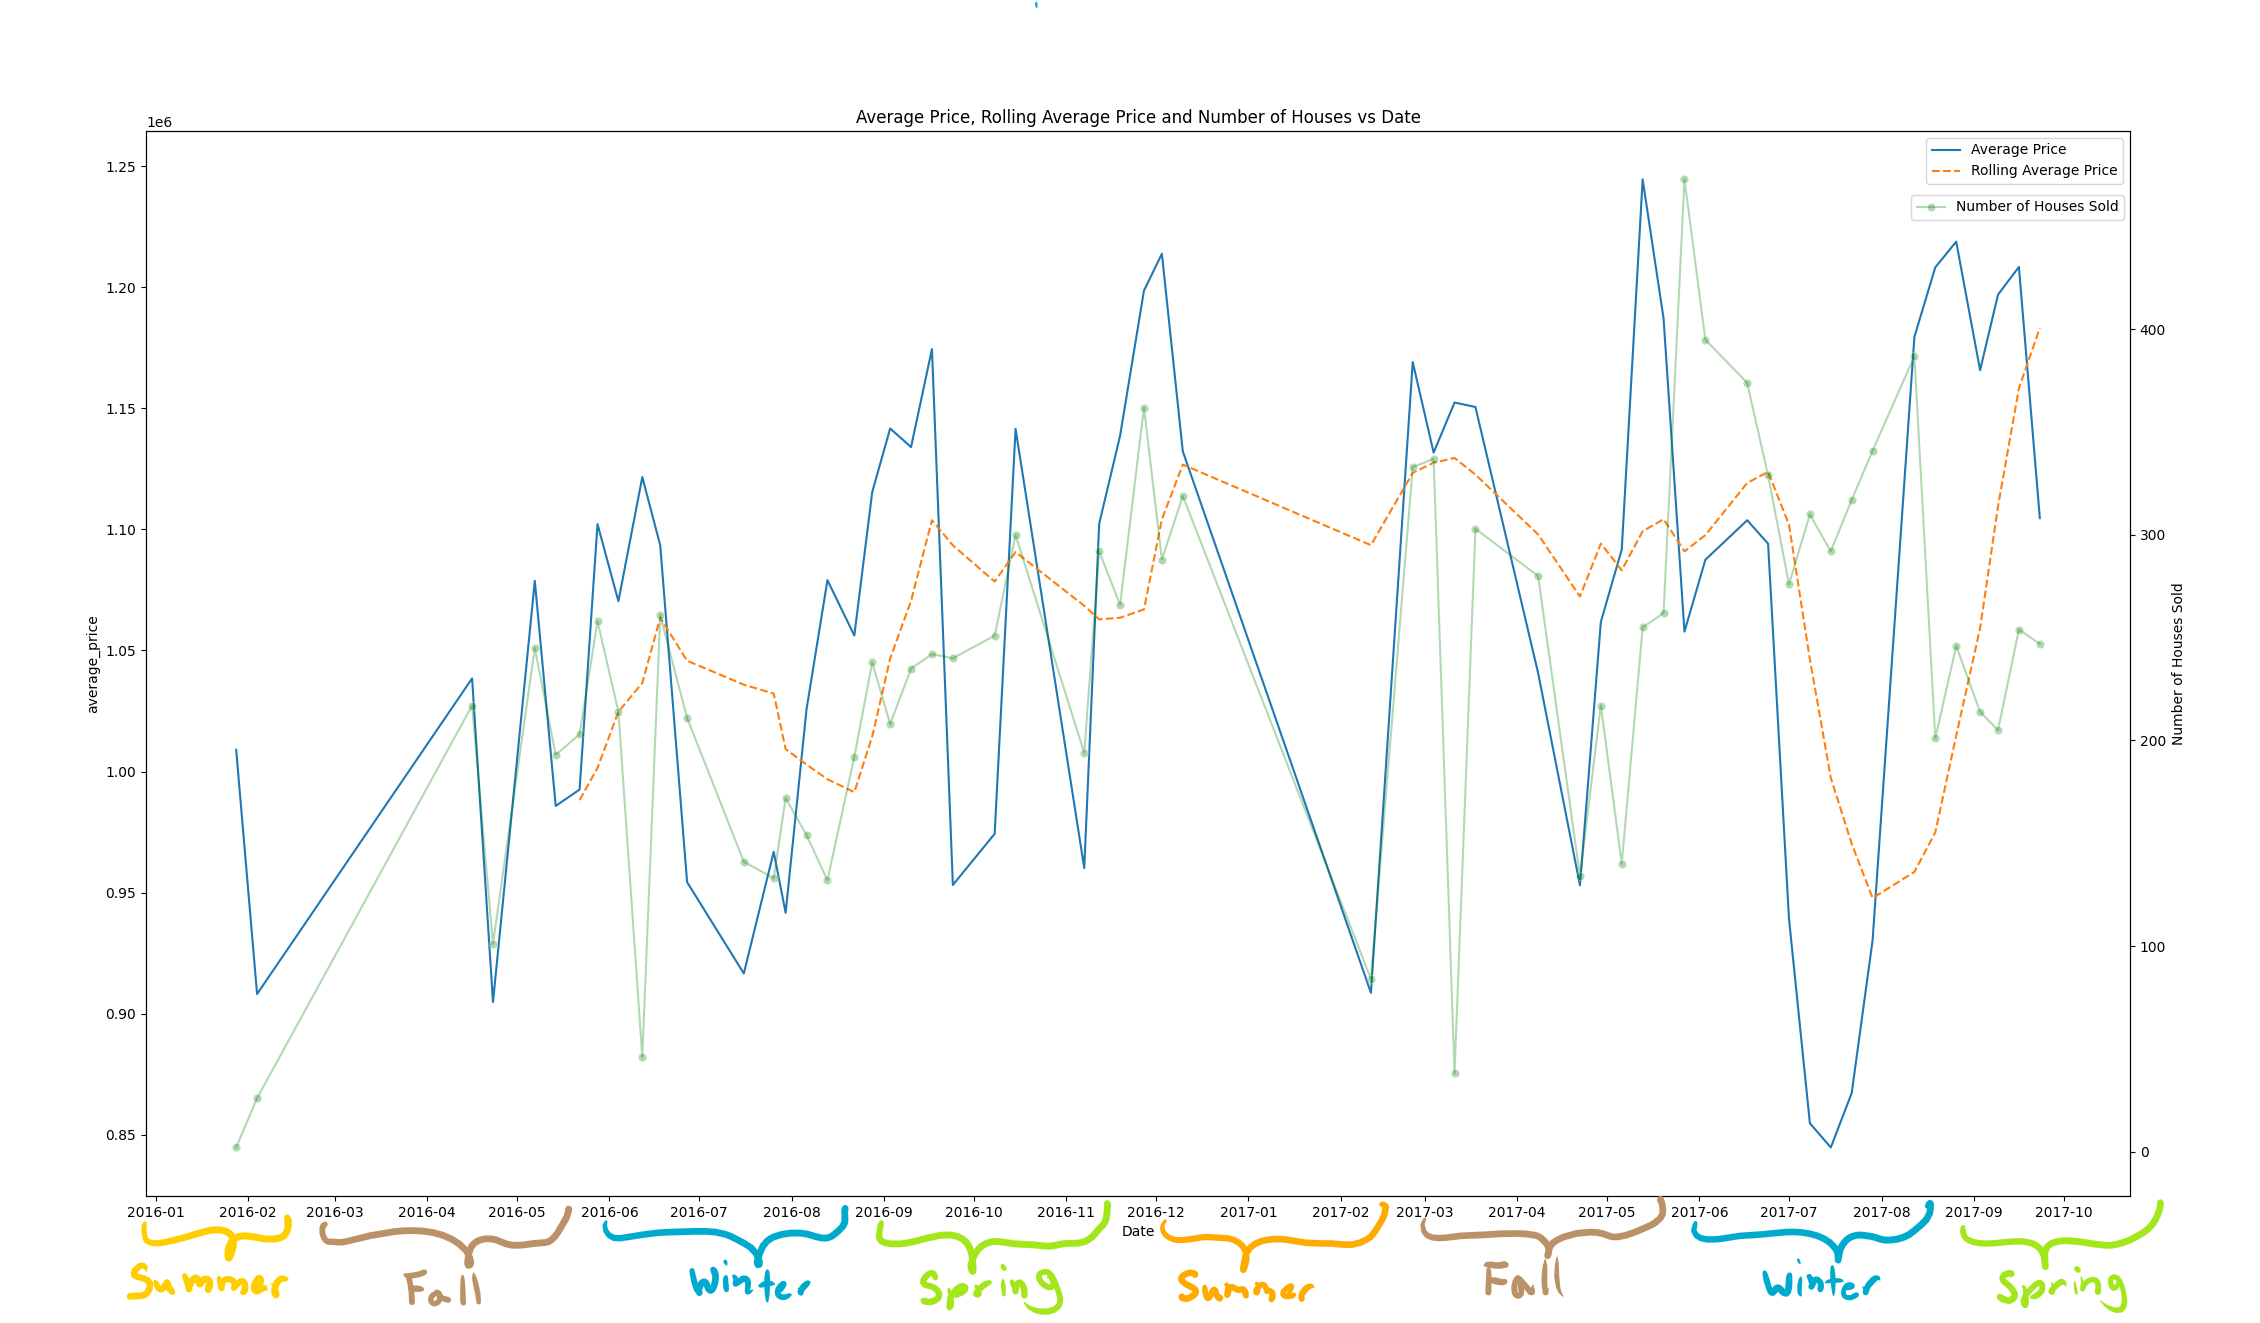 Average Price, Rolling Average Price and Number of Houses vs Date
1e6
Average Price
Rolling Average Price
Number of Houses Sold
1.25
1.20
1.15
1.10
1.05
1.00
0.95
0.90
0.85
average_price
400
300
200
100
0
Number of Houses Sold
2016-01 2016-02 2016-03 2016-04 2016-05 2016-06 2016-07 2016-08 2016-09 2016-10 2016-11 2016-12 2017-01 2017-02 2017-03 2017-04 2017-05 2017-06 2017-07 2017-08 2017-09 2017-10
Date
Summer Fall Winter Spring Summer Fall Winter Spring